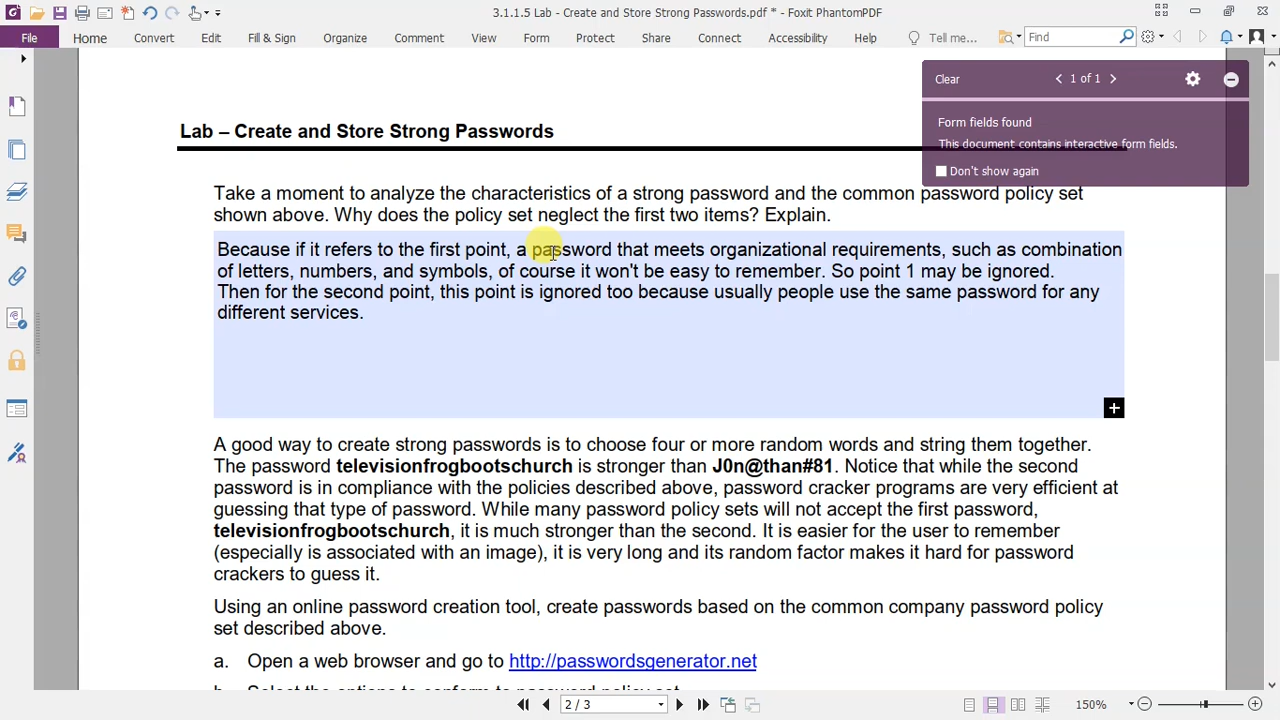 3.1.1.5 Lab - Create and Store Strong Passwords.pdf * - Foxit PhantomPDF
File Home Convert Edit Fill & Sign Organize Comment View Form Protect Share Connect Accessibility Help Tell me... Find
Clear 1 of 1
Form fields found
This document contains interactive form fields.
Don't show again
Lab – Create and Store Strong Passwords
Take a moment to analyze the characteristics of a strong password and the common password policy set
shown above. Why does the policy set neglect the first two items? Explain.
Because if it refers to the first point, a password that meets organizational requirements, such as combination
of letters, numbers, and symbols, of course it won't be easy to remember. So point 1 may be ignored.
Then for the second point, this point is ignored too because usually people use the same password for any
different services.
A good way to create strong passwords is to choose four or more random words and string them together.
The password televisionfrogbootschurch is stronger than J0n@than#81. Notice that while the second
password is in compliance with the policies described above, password cracker programs are very efficient at
guessing that type of password. While many password policy sets will not accept the first password,
televisionfrogbootschurch, it is much stronger than the second. It is easier for the user to remember
(especially is associated with an image), it is very long and its random factor makes it hard for password
crackers to guess it.
Using an online password creation tool, create passwords based on the common company password policy
set described above.
a. Open a web browser and go to http://passwordsgenerator.net
b. Select the options to conform to password policy set
2 / 3 150%